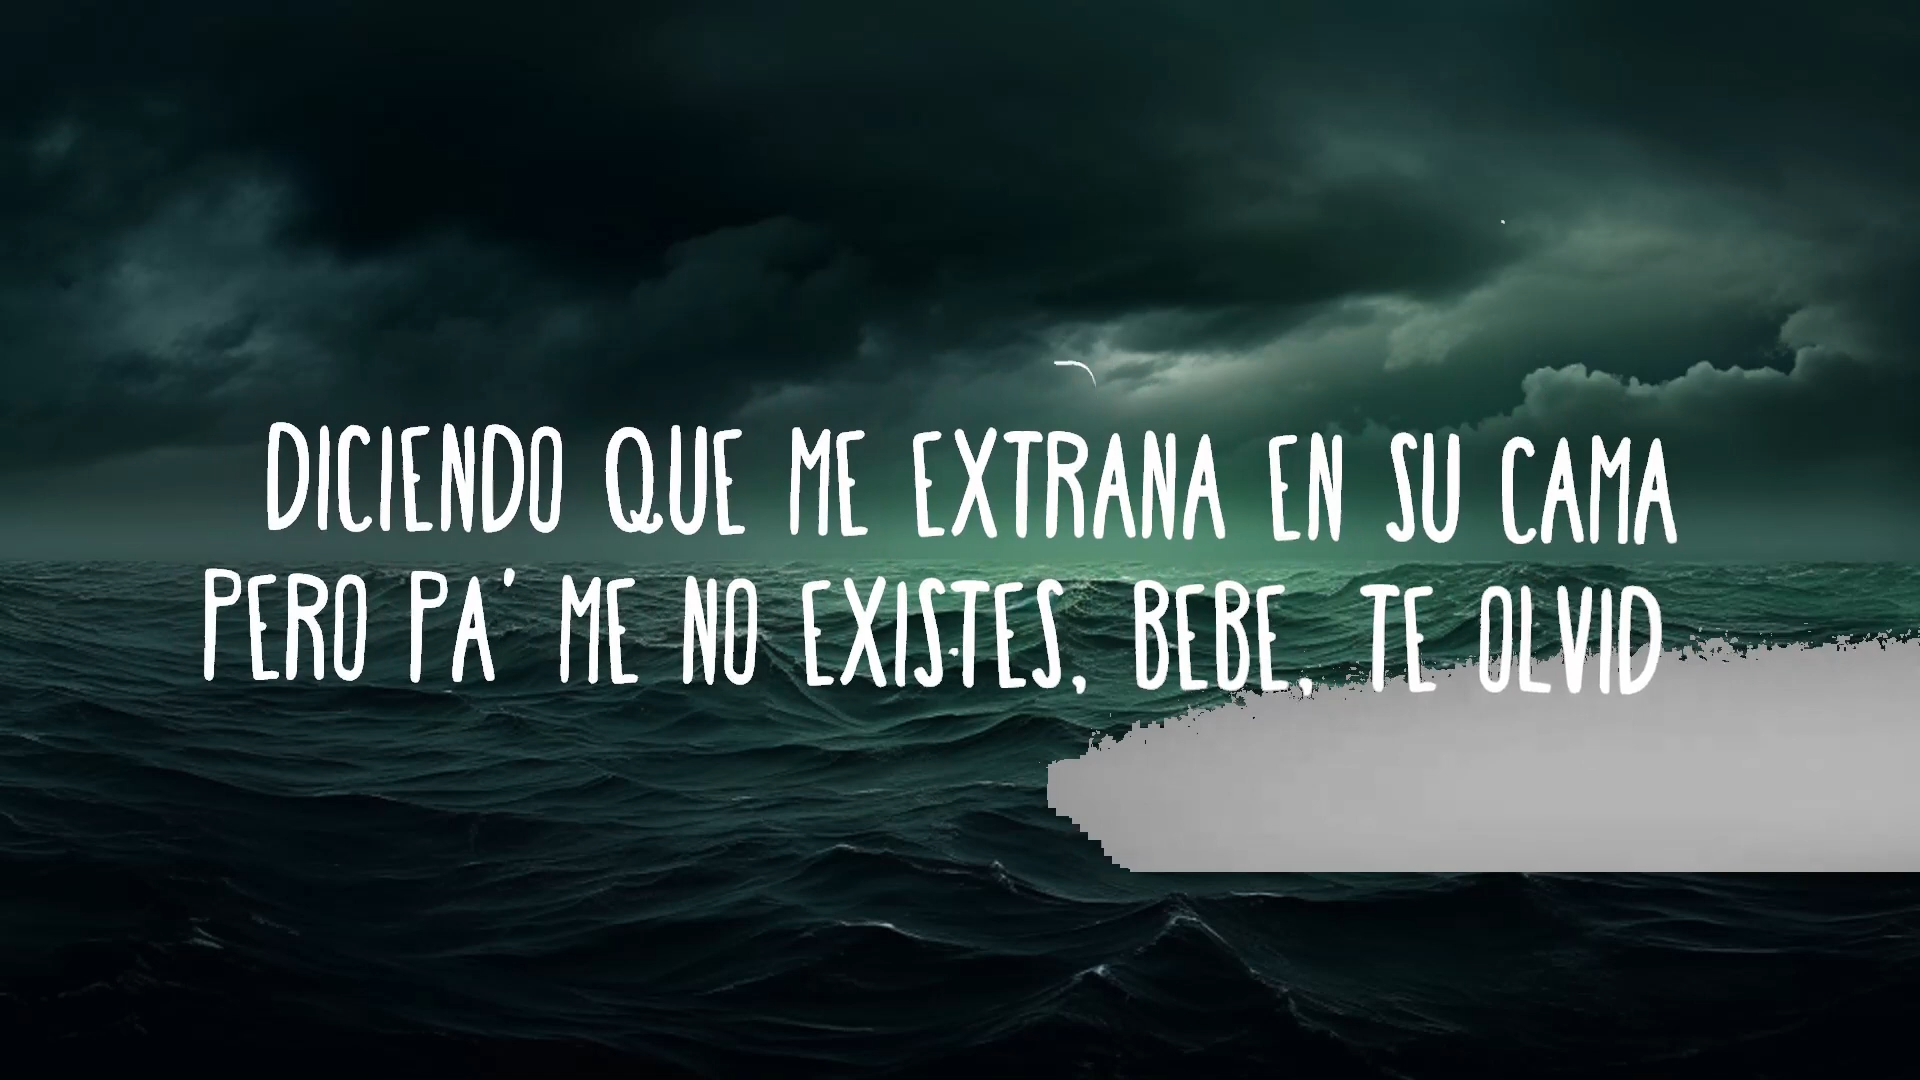 DICIENDO QUE ME EXTRANA EN SU CAMA
PERO PA' ME NO EXISTES, BEBE, TE OLVID